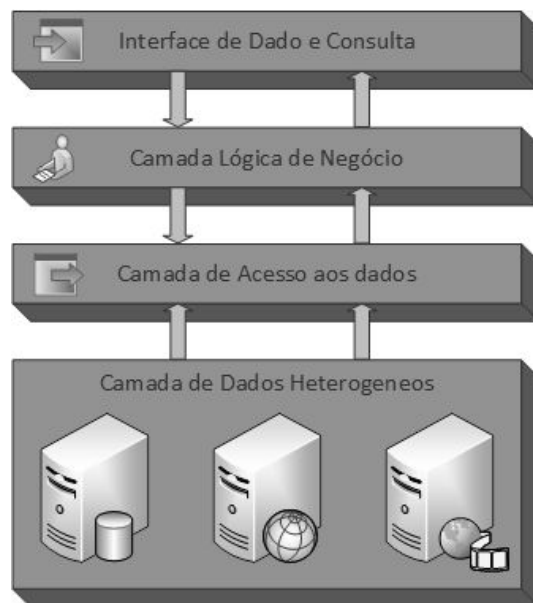 Interface de Dado e Consulta
Camada Lógica de Negócio
Camada de Acesso aos dados
Camada de Dados Heterogeneos